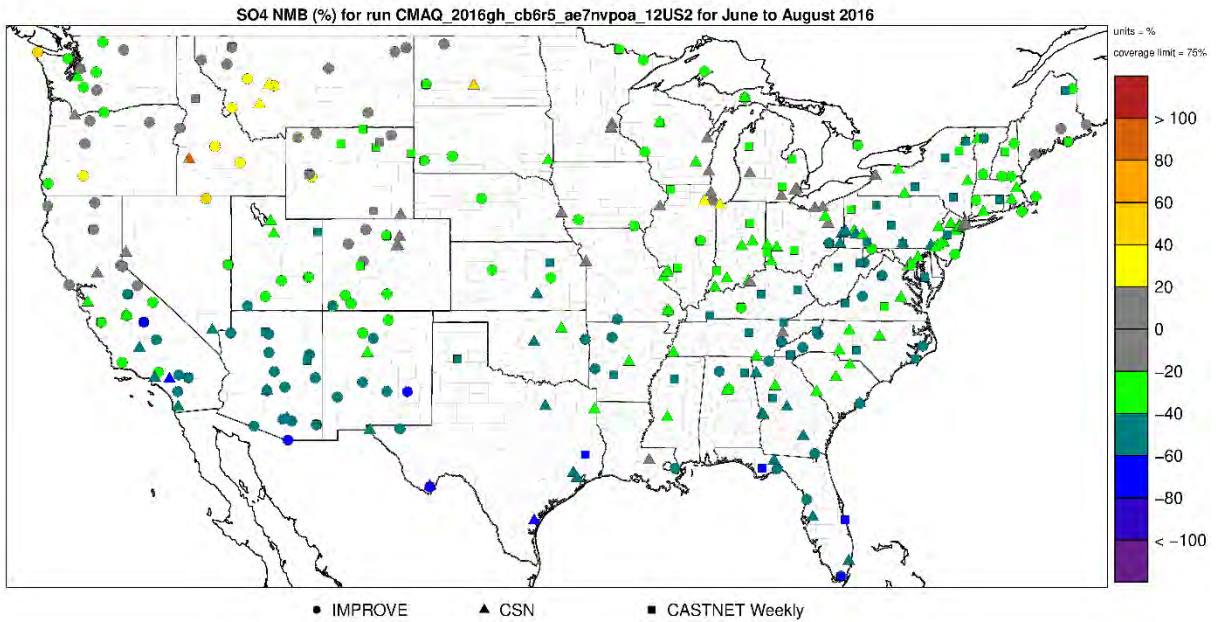 SO4 NMB (%) for run CMAQ_2016gh_cb6r5_ae7nvpoa_12US2 for June to August 2016
units = %
coverage limit = 75%
> 100
80
60
40
20
0
−20
−40
−60
−80
< −100
IMPROVE CSN CASTNET Weekly